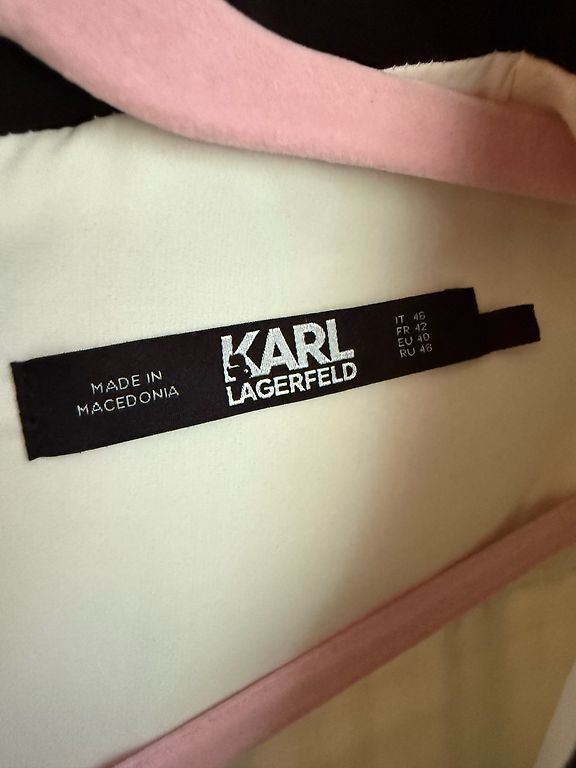 MADE IN
MACEDONIA
KARL
LAGERFELD
IT 46
FR 42
EU 40
RU 48